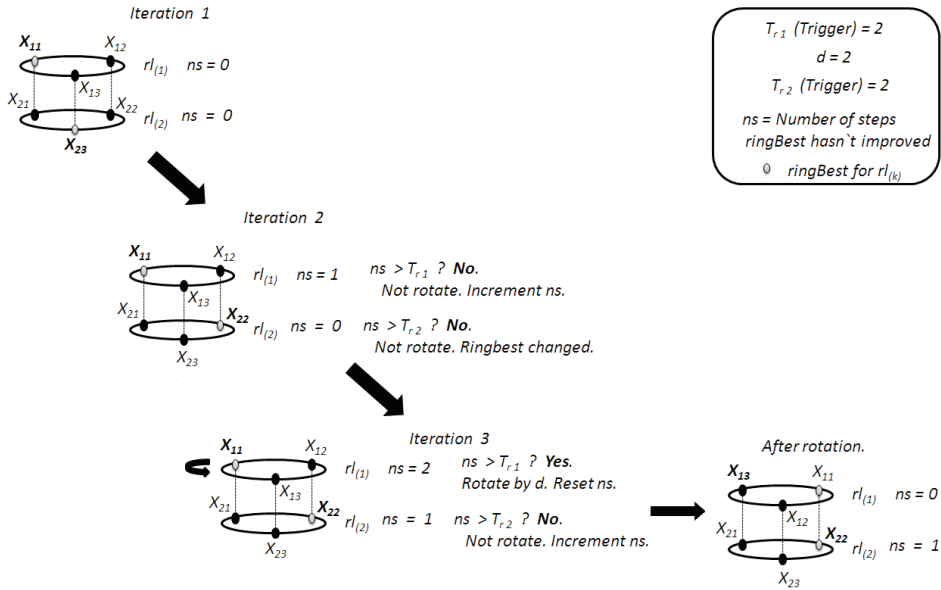 Iteration 1
X11
X12
rl(1) ns = 0
X13
X21
X22
rl(2) ns = 0
X23
Tr 1 (Trigger) = 2
d = 2
Tr 2 (Trigger) = 2
ns = Number of steps
ringBest hasn`t improved
ringBest for rl(k)
Iteration 2
X11
X12
rl(1) ns = 1
ns > Tr 1 ? No.
Not rotate. Increment ns.
X13
X21
X22
rl(2) ns = 0
ns > Tr 2 ? No.
Not rotate. Ringbest changed.
X23
Iteration 3
X11
X12
rl(1) ns = 2
ns > Tr 1 ? Yes.
Rotate by d. Reset ns.
X13
X21
X22
rl(2) ns = 1
ns > Tr 2 ? No.
Not rotate. Increment ns.
X23
After rotation.
X13
X11
rl(1) ns = 0
X12
X21
X22
rl(2) ns = 1
X23